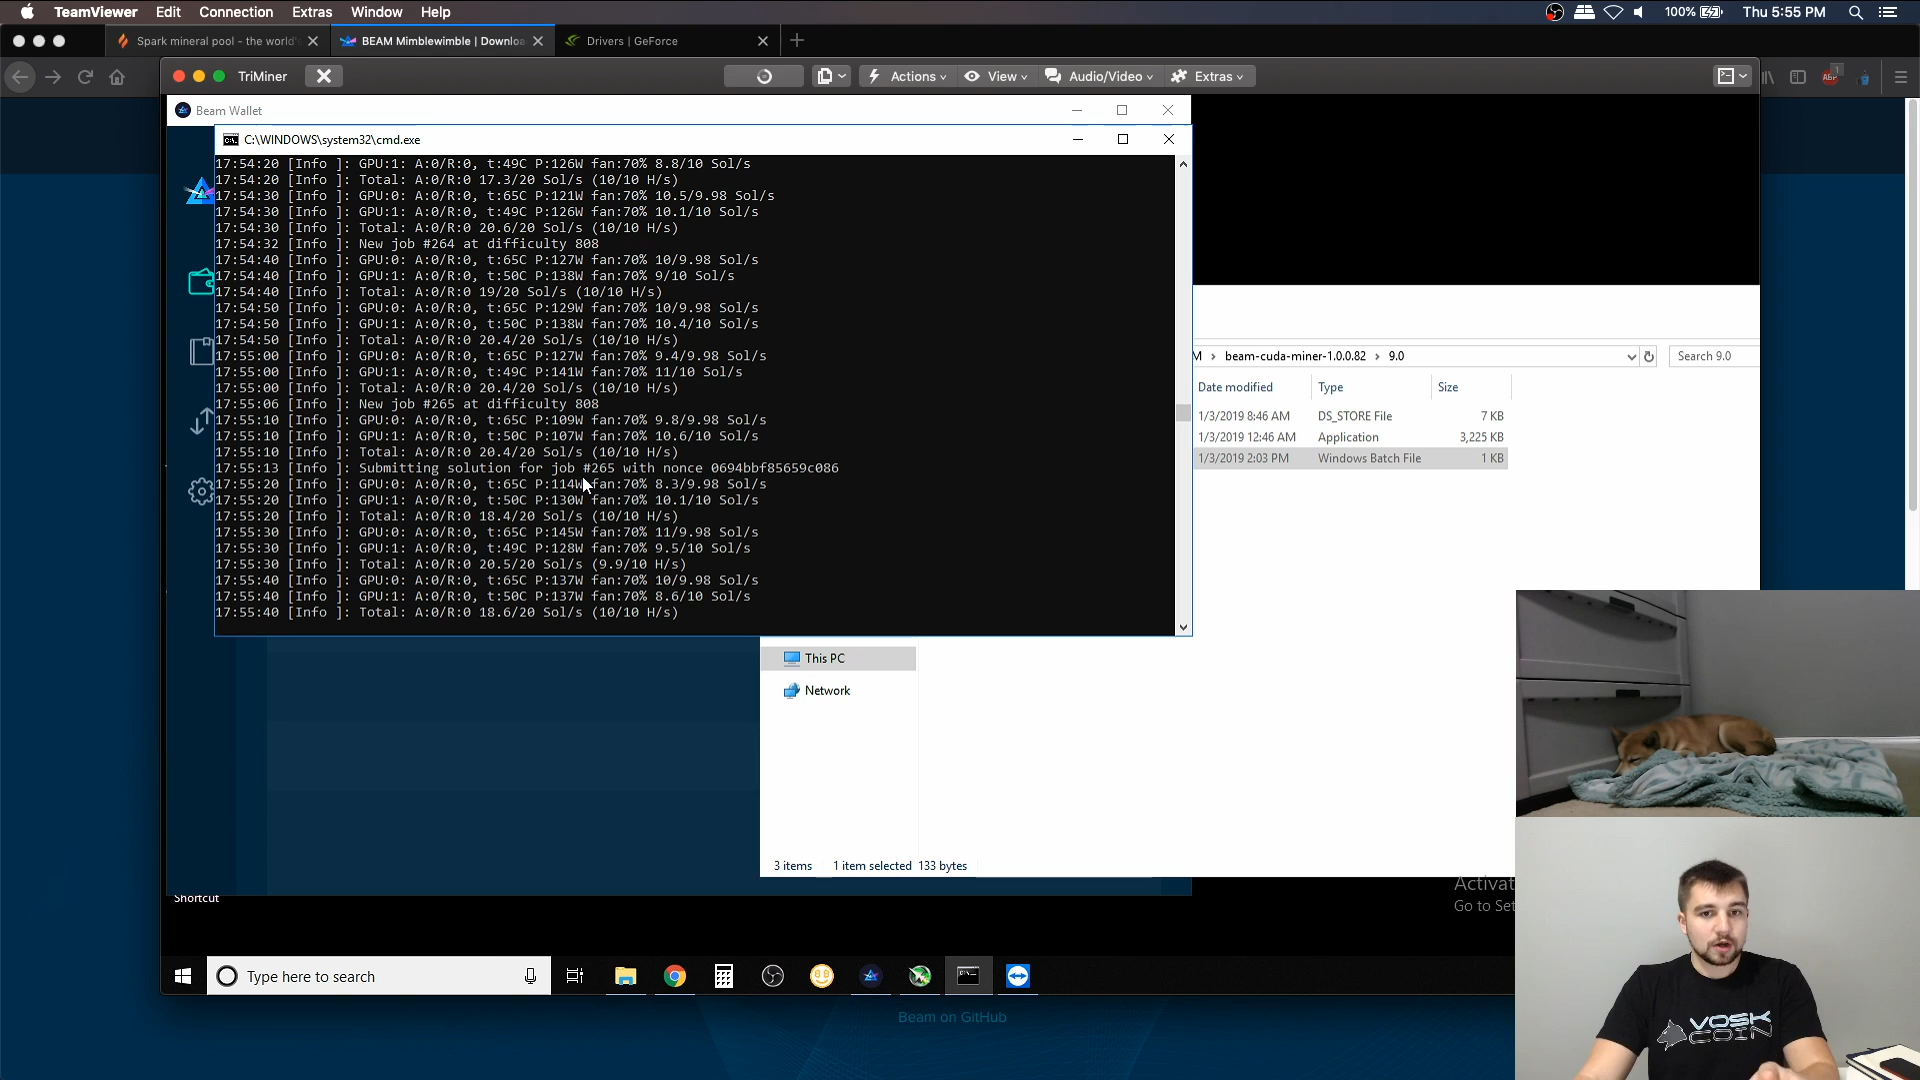 TeamViewer Edit Connection Extras Window Help
100% Thu 5:55 PM
Spark mineral pool - the world's
BEAM Mimblewimble | Downloa
Drivers | GeForce
TriMiner
Actions View Audio/Video Extras
ABP 1
Beam Wallet
C:\WINDOWS\system32\cmd.exe
17:54:20 [Info ]: GPU:1: A:0/R:0, t:49C P:126W fan:70% 8.8/10 Sol/s
17:54:20 [Info ]: Total: A:0/R:0 17.3/20 Sol/s (10/10 H/s)
17:54:30 [Info ]: GPU:0: A:0/R:0, t:65C P:121W fan:70% 10.5/9.98 Sol/s
17:54:30 [Info ]: GPU:1: A:0/R:0, t:49C P:126W fan:70% 10.1/10 Sol/s
17:54:30 [Info ]: Total: A:0/R:0 20.6/20 Sol/s (10/10 H/s)
17:54:32 [Info ]: New job #264 at difficulty 808
17:54:40 [Info ]: GPU:0: A:0/R:0, t:65C P:127W fan:70% 10/9.98 Sol/s
17:54:40 [Info ]: GPU:1: A:0/R:0, t:50C P:138W fan:70% 9/10 Sol/s
17:54:40 [Info ]: Total: A:0/R:0 19/20 Sol/s (10/10 H/s)
17:54:50 [Info ]: GPU:0: A:0/R:0, t:65C P:129W fan:70% 10/9.98 Sol/s
17:54:50 [Info ]: GPU:1: A:0/R:0, t:50C P:138W fan:70% 10.4/10 Sol/s
17:54:50 [Info ]: Total: A:0/R:0 20.4/20 Sol/s (10/10 H/s)
17:55:00 [Info ]: GPU:0: A:0/R:0, t:65C P:127W fan:70% 9.4/9.98 Sol/s
17:55:00 [Info ]: GPU:1: A:0/R:0, t:49C P:141W fan:70% 11/10 Sol/s
17:55:00 [Info ]: Total: A:0/R:0 20.4/20 Sol/s (10/10 H/s)
17:55:06 [Info ]: New job #265 at difficulty 808
17:55:10 [Info ]: GPU:0: A:0/R:0, t:65C P:109W fan:70% 9.8/9.98 Sol/s
17:55:10 [Info ]: GPU:1: A:0/R:0, t:50C P:107W fan:70% 10.6/10 Sol/s
17:55:10 [Info ]: Total: A:0/R:0 20.4/20 Sol/s (10/10 H/s)
17:55:13 [Info ]: Submitting solution for job #265 with nonce 0694bbf85659c086
17:55:20 [Info ]: GPU:0: A:0/R:0, t:65C P:114W fan:70% 8.3/9.98 Sol/s
17:55:20 [Info ]: GPU:1: A:0/R:0, t:50C P:130W fan:70% 10.1/10 Sol/s
17:55:20 [Info ]: Total: A:0/R:0 18.4/20 Sol/s (10/10 H/s)
17:55:30 [Info ]: GPU:0: A:0/R:0, t:65C P:145W fan:70% 11/9.98 Sol/s
17:55:30 [Info ]: GPU:1: A:0/R:0, t:49C P:128W fan:70% 9.5/10 Sol/s
17:55:30 [Info ]: Total: A:0/R:0 20.5/20 Sol/s (9.9/10 H/s)
17:55:40 [Info ]: GPU:0: A:0/R:0, t:65C P:137W fan:70% 10/9.98 Sol/s
17:55:40 [Info ]: GPU:1: A:0/R:0, t:50C P:137W fan:70% 8.6/10 Sol/s
17:55:40 [Info ]: Total: A:0/R:0 18.6/20 Sol/s (10/10 H/s)
M > beam-cuda-miner-1.0.0.82 > 9.0
Search 9.0
Date modified Type Size
1/3/2019 8:46 AM DS_STORE File 7 KB
1/3/2019 12:46 AM Application 3,225 KB
1/3/2019 2:03 PM Windows Batch File 1 KB
This PC
Network
3 items 1 item selected 133 bytes
Activat
Go to Set
Shortcut
Type here to search
Beam on GitHub
VOSK
COIN